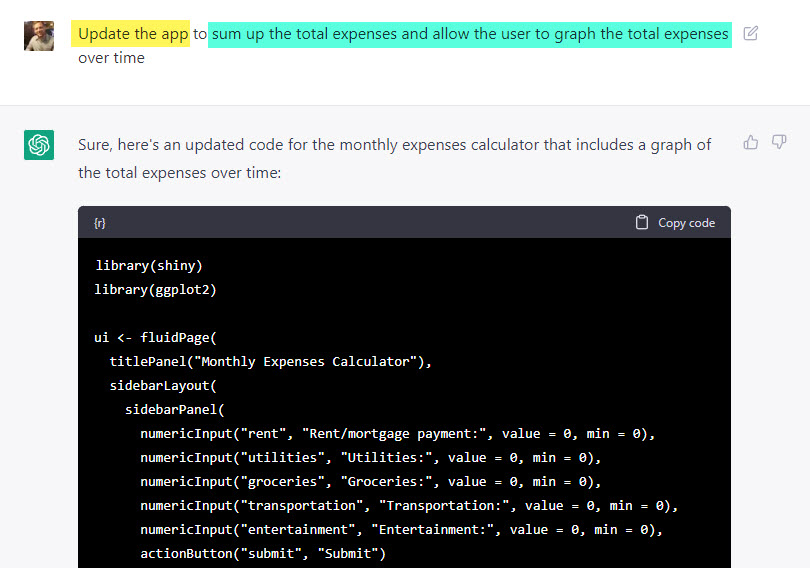 Update the app to sum up the total expenses and allow the user to graph the total expenses
over time
Sure, here's an updated code for the monthly expenses calculator that includes a graph of
the total expenses over time:
{r} Copy code
library(shiny)
library(ggplot2)
ui <- fluidPage(
  titlePanel("Monthly Expenses Calculator"),
  sidebarLayout(
    sidebarPanel(
      numericInput("rent", "Rent/mortgage payment:", value = 0, min = 0),
      numericInput("utilities", "Utilities:", value = 0, min = 0),
      numericInput("groceries", "Groceries:", value = 0, min = 0),
      numericInput("transportation", "Transportation:", value = 0, min = 0),
      numericInput("entertainment", "Entertainment:", value = 0, min = 0),
      actionButton("submit", "Submit")